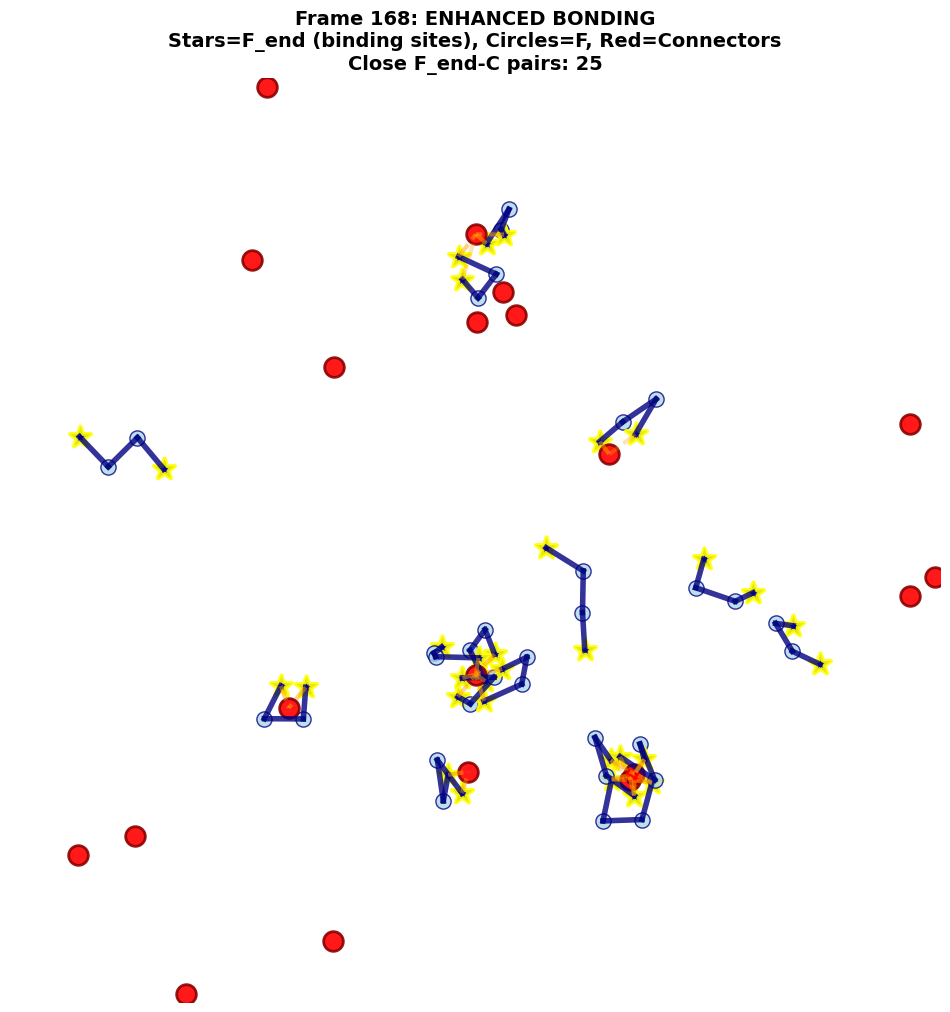 Frame 168: ENHANCED BONDING
Stars=F_end (binding sites), Circles=F, Red=Connectors
Close F_end-C pairs: 25